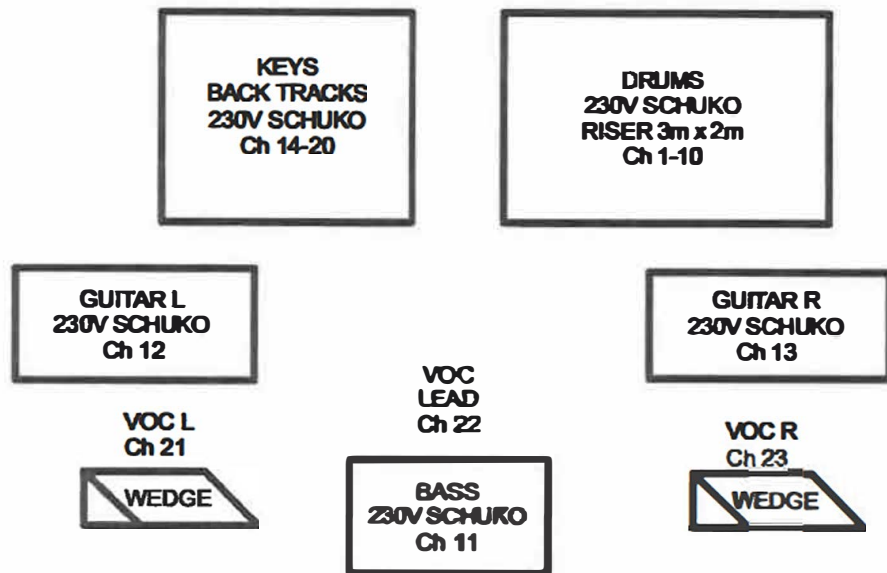 KEYS
BACK TRACKS
230V SCHUKO
Ch 14-20
DRUMS
230V SCHUKO
RISER 3m x 2m
Ch 1-10
GUITAR L
230V SCHUKO
Ch 12
GUITAR R
230V SCHUKO
Ch 13
VOC
LEAD
Ch 22
VOC L
Ch 21
VOC R
Ch 23
WEDGE
BASS
230V SCHUKO
Ch 11
WEDGE